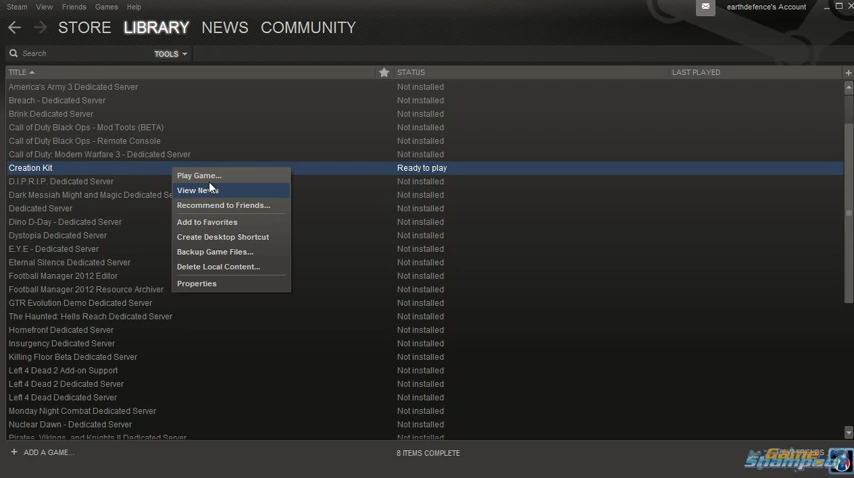 Steam View Friends Games Help
earthdefence's Account
STORE LIBRARY NEWS COMMUNITY
Search TOOLS
TITLE STATUS LAST PLAYED
America's Army 3 Dedicated Server Not installed
Breach - Dedicated Server Not installed
Brink Dedicated Server Not installed
Call of Duty Black Ops - Mod Tools (BETA) Not installed
Call of Duty Black Ops - Remote Console Not installed
Call of Duty: Modern Warfare 3 - Dedicated Server Not installed
Creation Kit Ready to play
D.I.P.R.I.P. Dedicated Server Not installed
Dark Messiah Might and Magic Dedicated Not installed
Dedicated Server Not installed
Dino D-Day - Dedicated Server Not installed
Dystopia Dedicated Server Not installed
E.Y.E - Dedicated Server Not installed
Eternal Silence Dedicated Server Not installed
Football Manager 2012 Editor Not installed
Football Manager 2012 Resource Archiver Not installed
GTR Evolution Demo Dedicated Server Not installed
The Haunted: Hells Reach Dedicated Server Not installed
Homefront Dedicated Server Not installed
Insurgency Dedicated Server Not installed
Killing Floor Beta Dedicated Server Not installed
Left 4 Dead 2 Add-on Support Not installed
Left 4 Dead 2 Dedicated Server Not installed
Left 4 Dead Dedicated Server Not installed
Monday Night Combat Dedicated Server Not installed
Nuclear Dawn - Dedicated Server Not installed
Pirates, Vikings, and Knights II Dedicated Server Not installed
Play Game...
View News
Recommend to Friends...
Add to Favorites
Create Desktop Shortcut
Backup Game Files...
Delete Local Content...
Properties
+ ADD A GAME... 8 ITEMS COMPLETE
Game